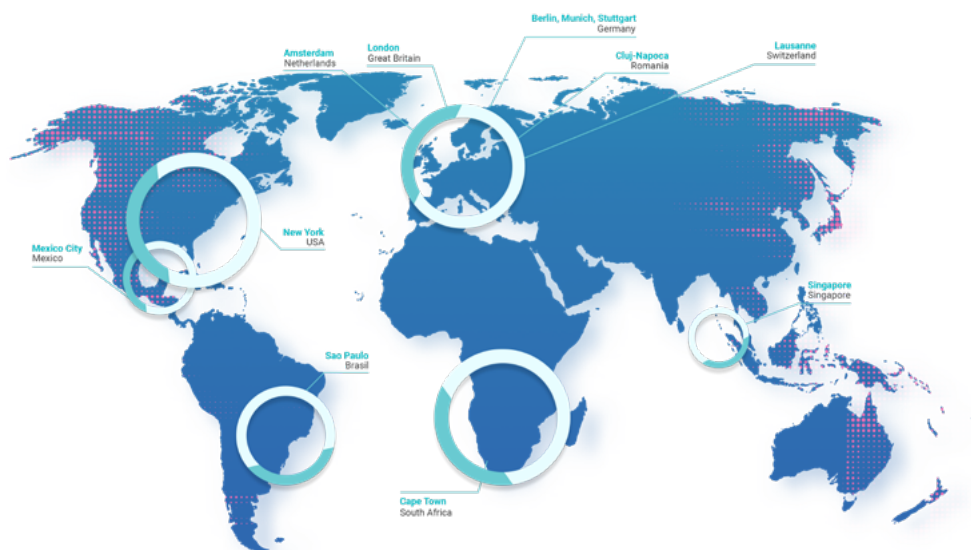 Berlin, Munich, Stuttgart
Germany
Amsterdam
Netherlands
London
Great Britain
Cluj-Napoca
Romania
Lausanne
Switzerland
New York
USA
Mexico City
Mexico
Singapore
Singapore
Sao Paulo
Brasil
Cape Town
South Africa